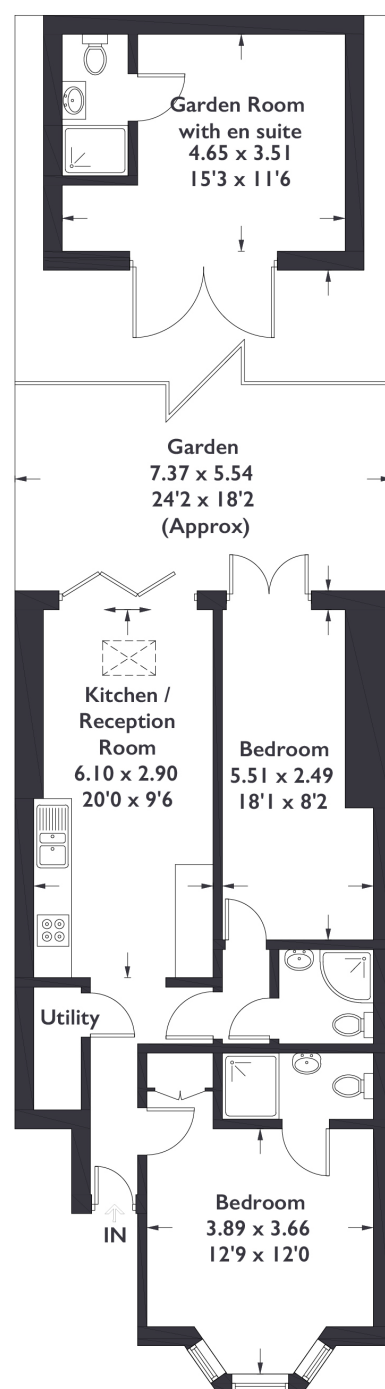 Garden Room
with en suite
4.65 x 3.51
15'3 x 11'6
Garden
7.37 x 5.54
24'2 x 18'2
(Approx)
Kitchen /
Reception
Room
6.10 x 2.90
20'0 x 9'6
Bedroom
5.51 x 2.49
18'1 x 8'2
Utility
Bedroom
3.89 x 3.66
12'9 x 12'0
IN